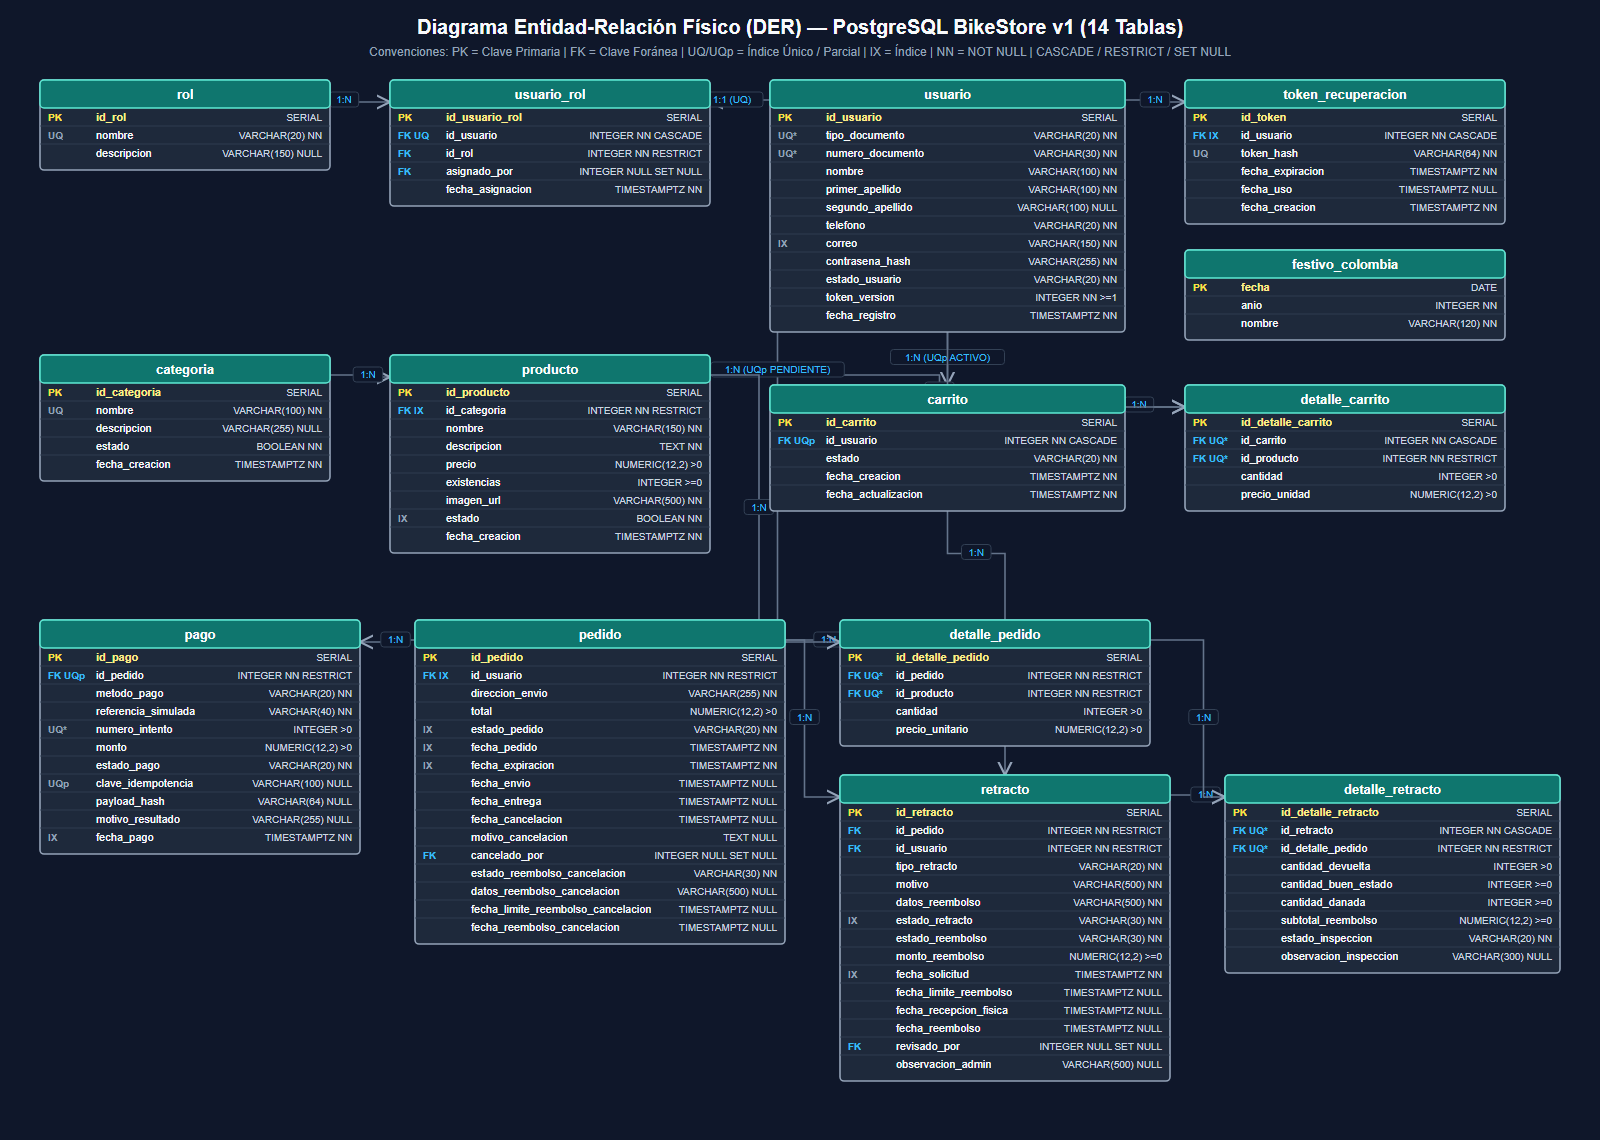 Diagrama Entidad-Relación Físico (DER) — PostgreSQL BikeStore v1 (14 Tablas)
Convenciones: PK = Clave Primaria | FK = Clave Foránea | UQ/UQp = Índice Único / Parcial | IX = Índice | NN = NOT NULL | CASCADE / RESTRICT / SET NULL
rol
PK id_rol SERIAL
UQ nombre VARCHAR(20) NN
descripcion VARCHAR(150) NULL
1:N
usuario_rol
PK id_usuario_rol SERIAL
FK UQ id_usuario INTEGER NN CASCADE
FK id_rol INTEGER NN RESTRICT
FK asignado_por INTEGER NULL SET NULL
fecha_asignacion TIMESTAMPTZ NN
1:1 (UQ)
usuario
PK id_usuario SERIAL
UQ* tipo_documento VARCHAR(20) NN
UQ* numero_documento VARCHAR(30) NN
nombre VARCHAR(100) NN
primer_apellido VARCHAR(100) NN
segundo_apellido VARCHAR(100) NULL
telefono VARCHAR(20) NN
IX correo VARCHAR(150) NN
contrasena_hash VARCHAR(255) NN
estado_usuario VARCHAR(20) NN
token_version INTEGER NN >=1
fecha_registro TIMESTAMPTZ NN
1:N
token_recuperacion
PK id_token SERIAL
FK IX id_usuario INTEGER NN CASCADE
UQ token_hash VARCHAR(64) NN
fecha_expiracion TIMESTAMPTZ NN
fecha_uso TIMESTAMPTZ NULL
fecha_creacion TIMESTAMPTZ NN
festivo_colombia
PK fecha DATE
anio INTEGER NN
nombre VARCHAR(120) NN
categoria
PK id_categoria SERIAL
UQ nombre VARCHAR(100) NN
descripcion VARCHAR(255) NULL
estado BOOLEAN NN
fecha_creacion TIMESTAMPTZ NN
1:N
producto
PK id_producto SERIAL
FK IX id_categoria INTEGER NN RESTRICT
nombre VARCHAR(150) NN
descripcion TEXT NN
precio NUMERIC(12,2) >0
existencias INTEGER >=0
imagen_url VARCHAR(500) NN
IX estado BOOLEAN NN
fecha_creacion TIMESTAMPTZ NN
1:N (UQp PENDIENTE)
1:N (UQp ACTIVO)
1:N
carrito
PK id_carrito SERIAL
FK UQp id_usuario INTEGER NN CASCADE
estado VARCHAR(20) NN
fecha_creacion TIMESTAMPTZ NN
fecha_actualizacion TIMESTAMPTZ NN
1:N
detalle_carrito
PK id_detalle_carrito SERIAL
FK UQ* id_carrito INTEGER NN CASCADE
FK UQ* id_producto INTEGER NN RESTRICT
cantidad INTEGER >0
precio_unidad NUMERIC(12,2) >0
1:N
pago
PK id_pago SERIAL
FK UQp id_pedido INTEGER NN RESTRICT
metodo_pago VARCHAR(20) NN
referencia_simulada VARCHAR(40) NN
UQ* numero_intento INTEGER >0
monto NUMERIC(12,2) >0
estado_pago VARCHAR(20) NN
UQp clave_idempotencia VARCHAR(100) NULL
payload_hash VARCHAR(64) NULL
motivo_resultado VARCHAR(255) NULL
IX fecha_pago TIMESTAMPTZ NN
1:N
pedido
PK id_pedido SERIAL
FK IX id_usuario INTEGER NN RESTRICT
direccion_envio VARCHAR(255) NN
total NUMERIC(12,2) >0
IX estado_pedido VARCHAR(20) NN
IX fecha_pedido TIMESTAMPTZ NN
IX fecha_expiracion TIMESTAMPTZ NN
fecha_envio TIMESTAMPTZ NULL
fecha_entrega TIMESTAMPTZ NULL
fecha_cancelacion TIMESTAMPTZ NULL
motivo_cancelacion TEXT NULL
FK cancelado_por INTEGER NULL SET NULL
estado_reembolso_cancelacion VARCHAR(30) NN
datos_reembolso_cancelacion VARCHAR(500) NULL
fecha_limite_reembolso_cancelacion TIMESTAMPTZ NULL
fecha_reembolso_cancelacion TIMESTAMPTZ NULL
1:N
1:N
detalle_pedido
PK id_detalle_pedido SERIAL
FK UQ* id_pedido INTEGER NN RESTRICT
FK UQ* id_producto INTEGER NN RESTRICT
cantidad INTEGER >0
precio_unitario NUMERIC(12,2) >0
1:N
retracto
PK id_retracto SERIAL
FK id_pedido INTEGER NN RESTRICT
FK id_usuario INTEGER NN RESTRICT
tipo_retracto VARCHAR(20) NN
motivo VARCHAR(500) NN
datos_reembolso VARCHAR(500) NN
IX estado_retracto VARCHAR(30) NN
estado_reembolso VARCHAR(30) NN
monto_reembolso NUMERIC(12,2) >=0
IX fecha_solicitud TIMESTAMPTZ NN
fecha_limite_reembolso TIMESTAMPTZ NULL
fecha_recepcion_fisica TIMESTAMPTZ NULL
fecha_reembolso TIMESTAMPTZ NULL
FK revisado_por INTEGER NULL SET NULL
observacion_admin VARCHAR(500) NULL
1:N
detalle_retracto
PK id_detalle_retracto SERIAL
FK UQ* id_retracto INTEGER NN CASCADE
FK UQ* id_detalle_pedido INTEGER NN RESTRICT
cantidad_devuelta INTEGER >0
cantidad_buen_estado INTEGER >=0
cantidad_danada INTEGER >=0
subtotal_reembolso NUMERIC(12,2) >=0
estado_inspeccion VARCHAR(20) NN
observacion_inspeccion VARCHAR(300) NULL